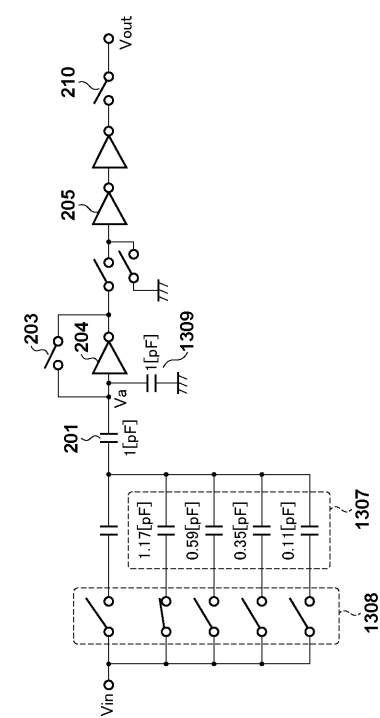 Vin
1308
1307
1.17[pF]
0.59[pF]
0.35[pF]
0.11[pF]
201
1[pF]
Va
203
204
1[pF]
1309
205
210
Vout